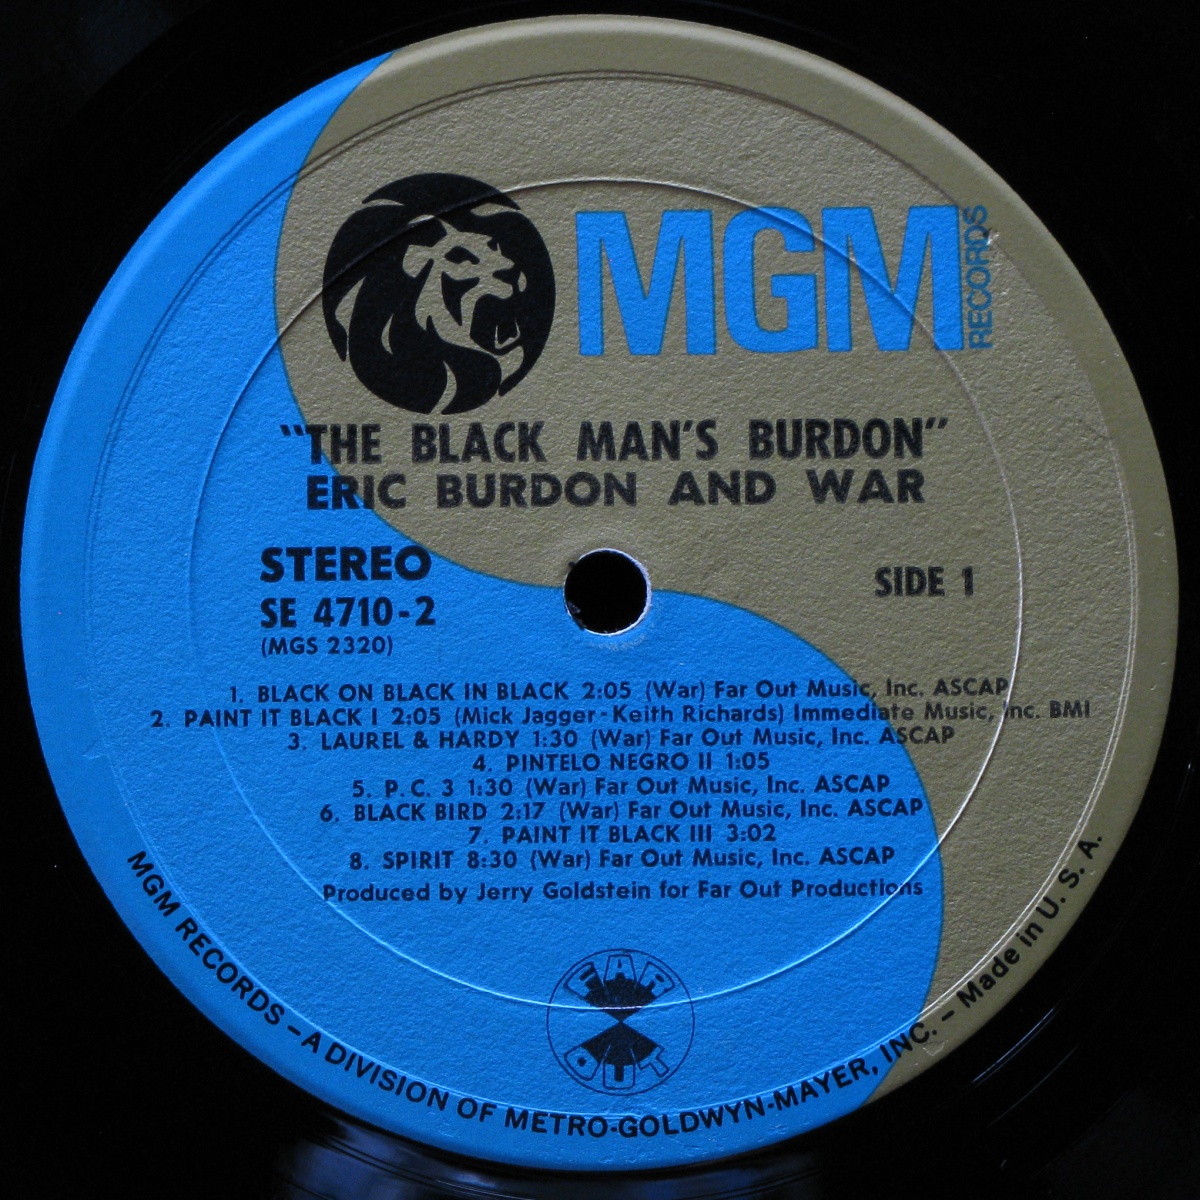 MGM
RECORDS
"THE BLACK MAN'S BURDON"
ERIC BURDON AND WAR
STEREO
SE 4710-2
(MGS 2320)
SIDE 1
1. BLACK ON BLACK IN BLACK 2:05 (War) Far Out Music, Inc. ASCAP
2. PAINT IT BLACK I 2:05 (Mick Jagger-Keith Richards) Immediate Music, Inc. BMI
3. LAUREL & HARDY 1:30 (War) Far Out Music, Inc. ASCAP
4. PINTELO NEGRO II 1:05
5. P.C. 3 1:30 (War) Far Out Music, Inc. ASCAP
6. BLACK BIRD 2:17 (War) Far Out Music, Inc. ASCAP
7. PAINT IT BLACK III 3:02
8. SPIRIT 8:30 (War) Far Out Music, Inc. ASCAP
Produced by Jerry Goldstein for Far Out Productions
FAR
OUT
MGM RECORDS – A DIVISION OF METRO-GOLDWYN-MAYER, INC. – Made in U. S. A.